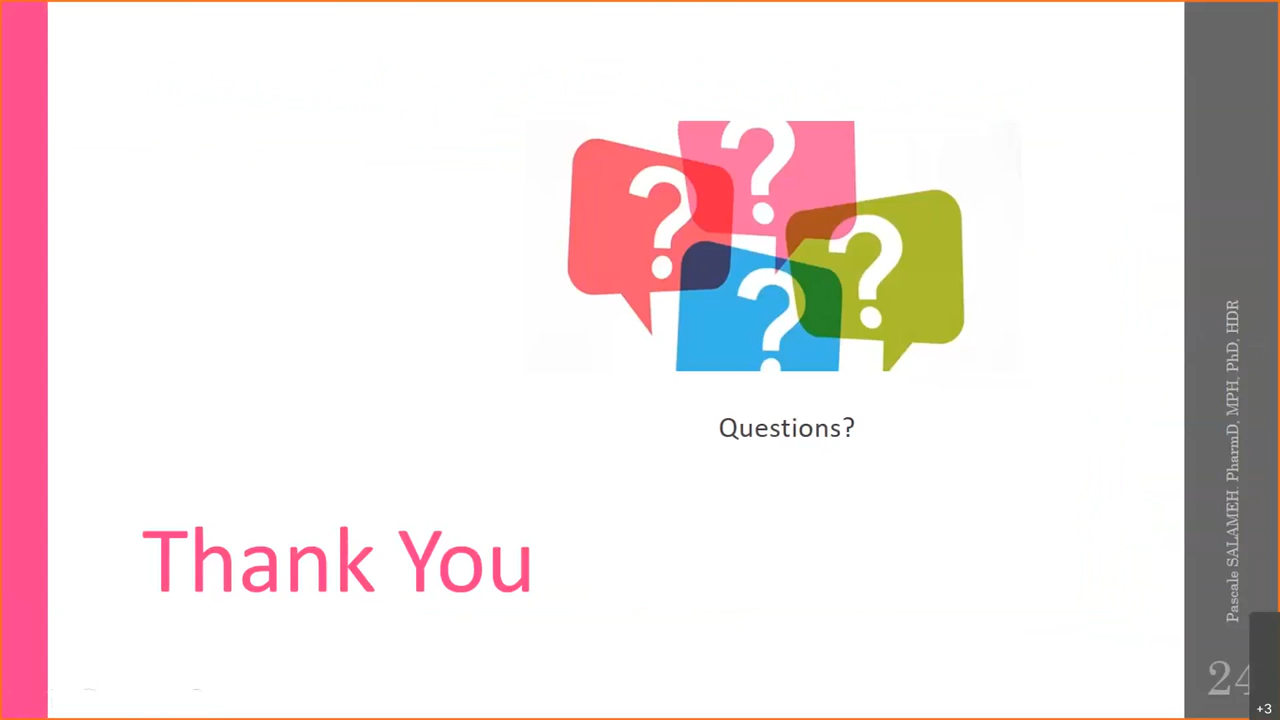 ?
?
?
?
Questions?
Thank You
Pascale SALAMEH. PharmD, MPH, PhD, HDR
24
+3